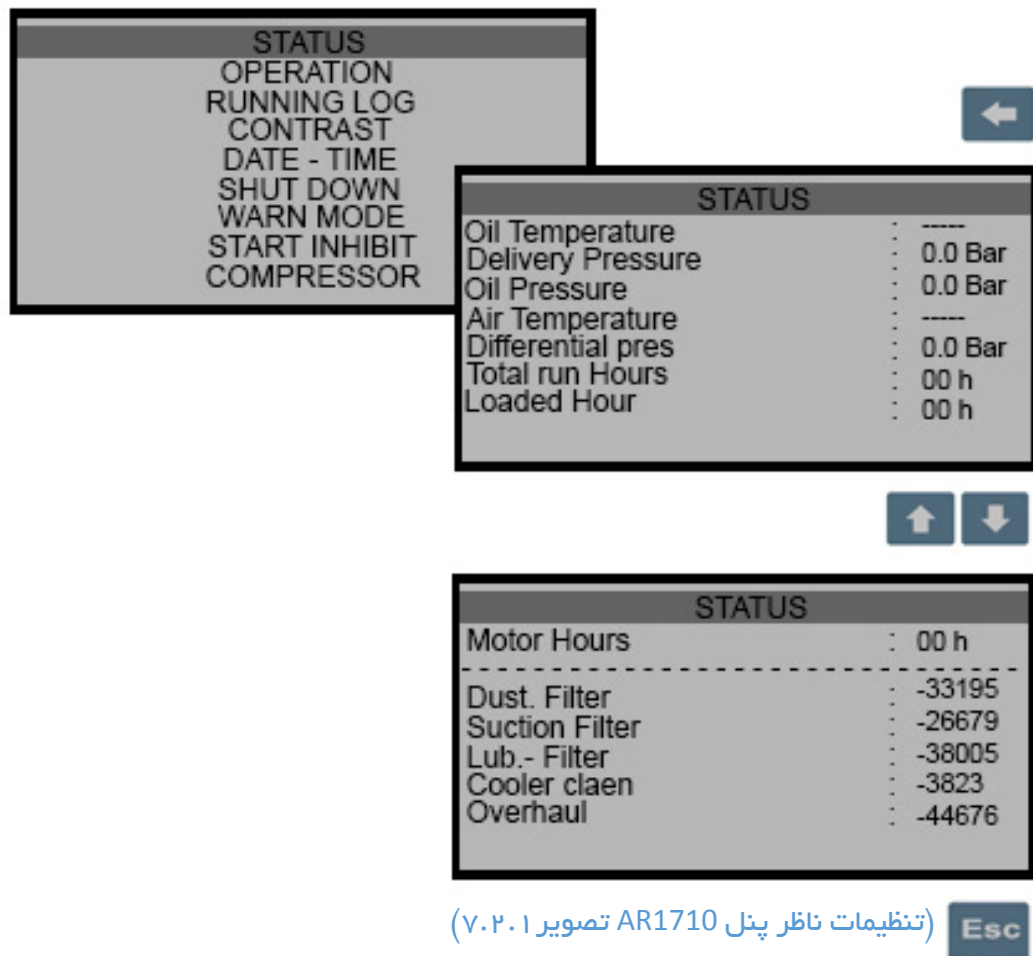 STATUS
OPERATION
RUNNING LOG
CONTRAST
DATE - TIME
SHUT DOWN
WARN MODE
START INHIBIT
COMPRESSOR
STATUS
Oil Temperature : -----
Delivery Pressure : 0.0 Bar
Oil Pressure : 0.0 Bar
Air Temperature : -----
Differential pres : 0.0 Bar
Total run Hours : 00 h
Loaded Hour : 00 h
STATUS
Motor Hours : 00 h
Dust. Filter : -33195
Suction Filter : -26679
Lub.- Filter : -38005
Cooler claen : -3823
Overhaul : -44676
(تنظیمات ناظر پنل AR1710 تصویر ۷.۲.۱)
Esc